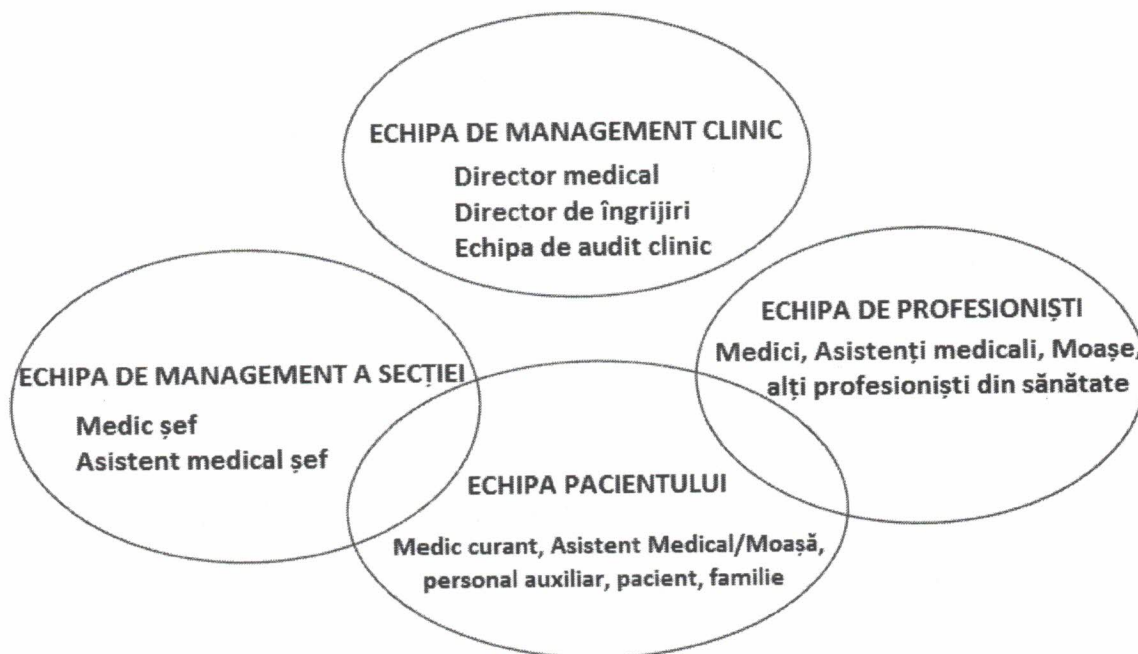 ECHIPA DE MANAGEMENT CLINIC
Director medical
Director de îngrijiri
Echipa de audit clinic
ECHIPA DE PROFESIONIȘTI
Medici, Asistenți medicali, Moașe,
alți profesioniști din sănătate
ECHIPA DE MANAGEMENT A SECȚIEI
Medic șef
Asistent medical șef
ECHIPA PACIENTULUI
Medic curant, Asistent Medical/Moașă,
personal auxiliar, pacient, familie